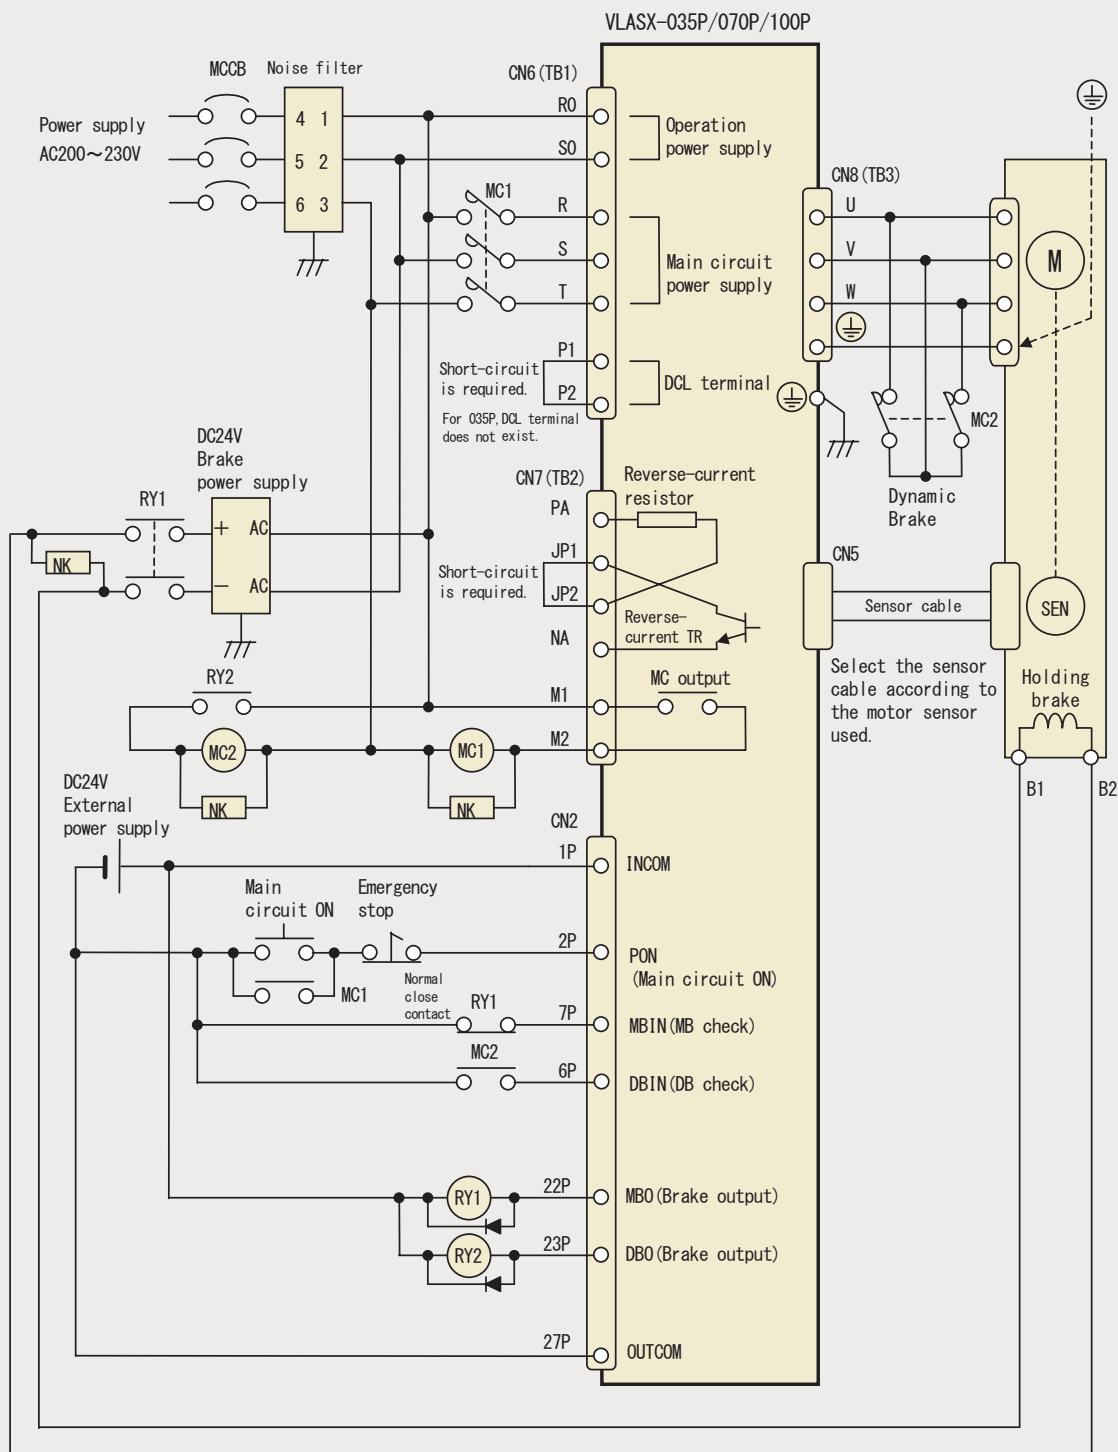 VLASX-035P/070P/100P
MCCB
Noise filter
CN6(TB1)
Power supply
AC200～230V
4 1
5 2
6 3
R0
S0
Operation
power supply
MC1
R
S
T
Main circuit
power supply
CN8(TB3)
U
V
W
M
Short-circuit
is required.
P1
P2
DCL terminal
For 035P,DCL terminal
does not exist.
MC2
Dynamic
Brake
DC24V
Brake
power supply
RY1
+ AC
− AC
NK
CN7(TB2)
PA
Reverse-current
resistor
JP1
JP2
Short-circuit
is required.
NA
Reverse-
current TR
CN5
Sensor cable
SEN
Select the sensor
cable according to
the motor sensor
used.
Holding
brake
B1
B2
RY2
M1
MC output
M2
MC2
MC1
NK
NK
DC24V
External
power supply
CN2
1P
INCOM
Main
circuit ON
Emergency
stop
2P
PON
(Main circuit ON)
MC1
Normal
close
contact
RY1
7P
MBIN(MB check)
MC2
6P
DBIN(DB check)
RY1
22P
MBO(Brake output)
RY2
23P
DBO(Brake output)
27P
OUTCOM